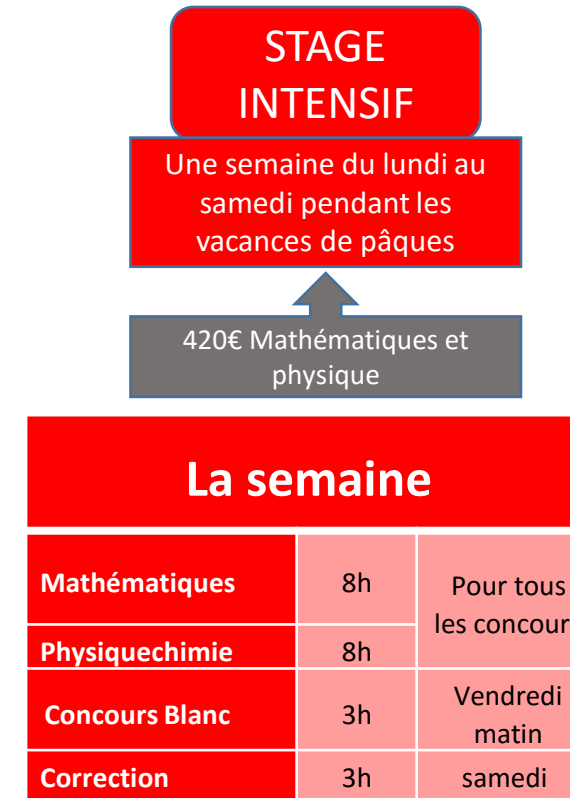 STAGE
INTENSIF
Une semaine du lundi au
samedi pendant les
vacances de pâques
420€ Mathématiques et
physique
La semaine
Mathématiques 8h Pour tous
les concour
Physiquechimie 8h
Concours Blanc 3h Vendredi
matin
Correction 3h samedi